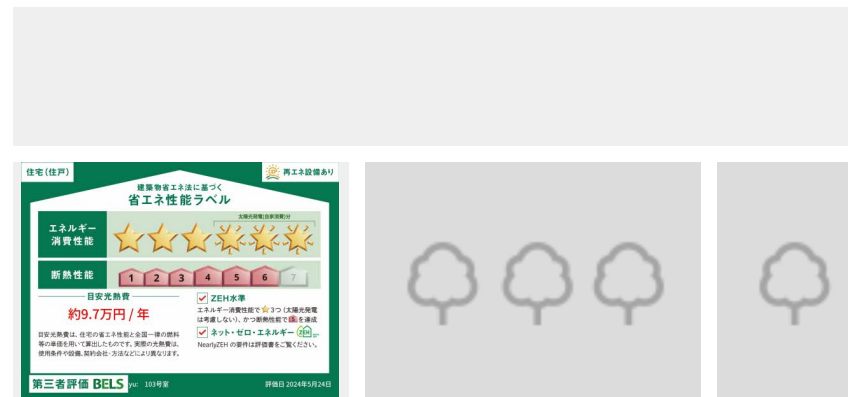 住宅(住戸)
再エネ設備あり
建築物省エネ法に基づく
省エネ性能ラベル
太陽光発電(自家消費)分
エネルギー
消費性能
断熱性能
1 2 3 4 5 6 7
目安光熱費
約9.7万円 / 年
目安光熱費は、住宅の省エネ性能と全国一律の燃料
等の単価を用いて算出したものです。実際の光熱費は、
使用条件や設備、契約会社・方法などにより異なります。
ZEH水準
エネルギー消費性能で 3つ(太陽光発電
は考慮しない)、かつ断熱性能で 5 を達成
ネット・ゼロ・エネルギー ZEH
NearlyZEH の要件は評価書をご覧ください。
第三者評価 BELS yu: 103号室
評価日 2024年5月24日